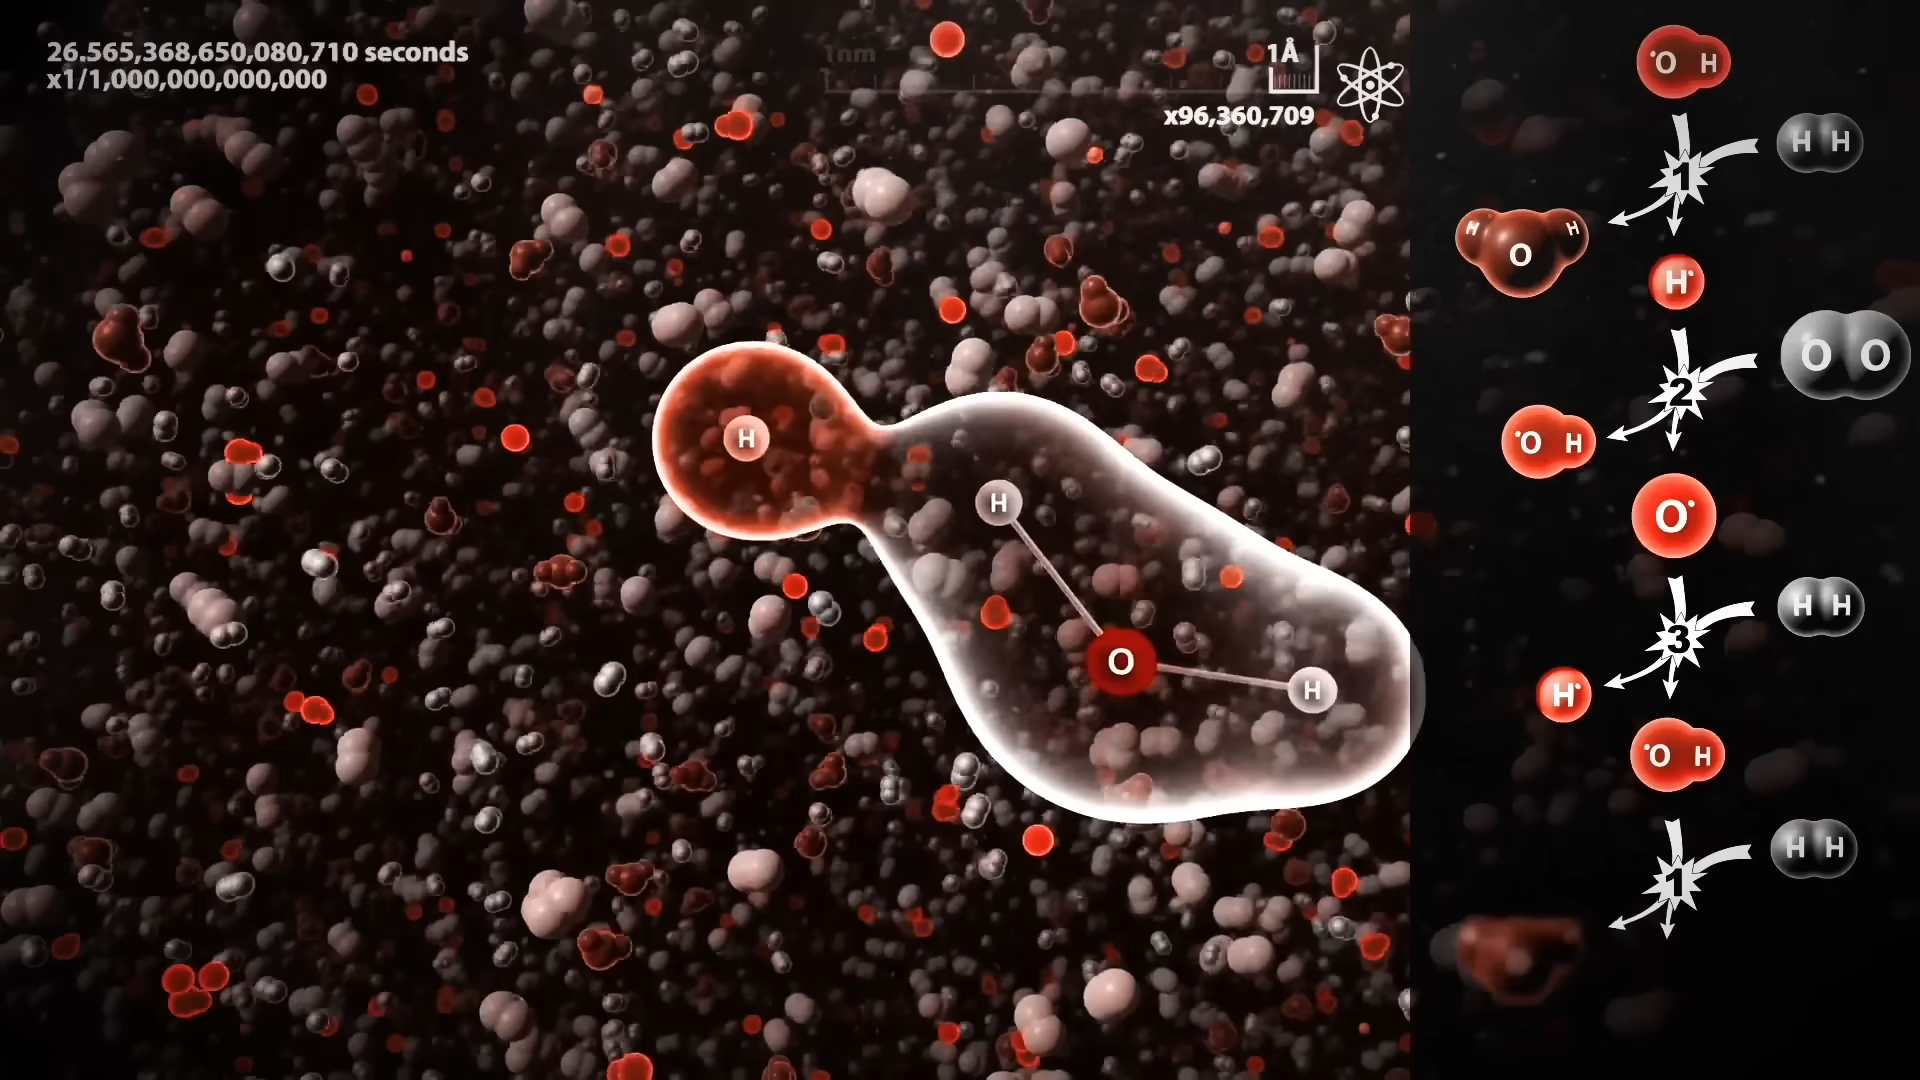 26.565,368,650,080,710 seconds
x1/1,000,000,000,000
1nm
1Å
x96,360,709
H
H
O
H
•O H
H H
1
H O H
H•
O O
2
•O H
O•
H H
3
H•
•O H
H H
1